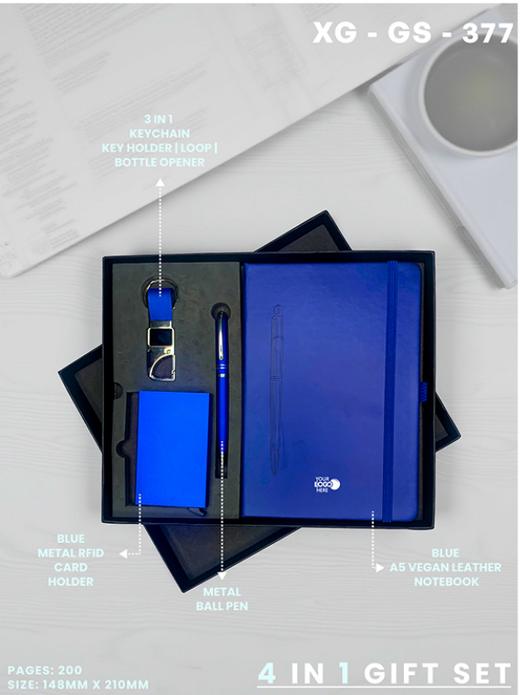 XG - GS - 377
3 IN 1
KEYCHAIN
KEY HOLDER | LOOP |
BOTTLE OPENER
YOUR
LOGO
HERE
BLUE
METAL RFID
CARD
HOLDER
METAL
BALL PEN
BLUE
A5 VEGAN LEATHER
NOTEBOOK
PAGES: 200
SIZE: 148MM X 210MM
4 IN 1 GIFT SET